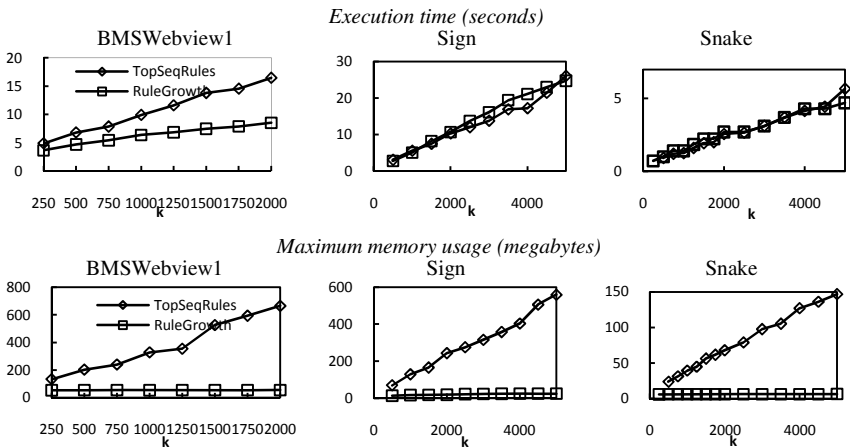 Execution time (seconds)
BMSWebview1 Sign Snake
20
15
10
5
0
TopSeqRules
RuleGrowth
250 500 750 1000 1250 1500 1750 2000
k
30
20
10
0
0 2000 4000
k
5
0
0 2000 4000
k
Maximum memory usage (megabytes)
BMSWebview1 Sign Snake
800
600
400
200
0
TopSeqRules
RuleGrowth
250 500 750 1000 1250 1500 1750 2000
k
600
400
200
0
0 2000 4000
k
150
100
50
0
0 2000 4000
k